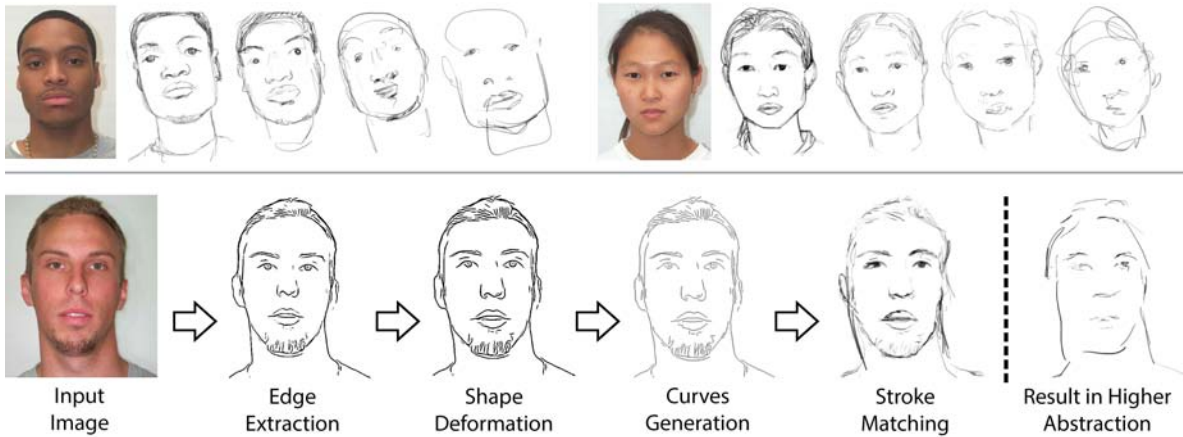 Input
Image
Edge
Extraction
Shape
Deformation
Curves
Generation
Stroke
Matching
Result in Higher
Abstraction